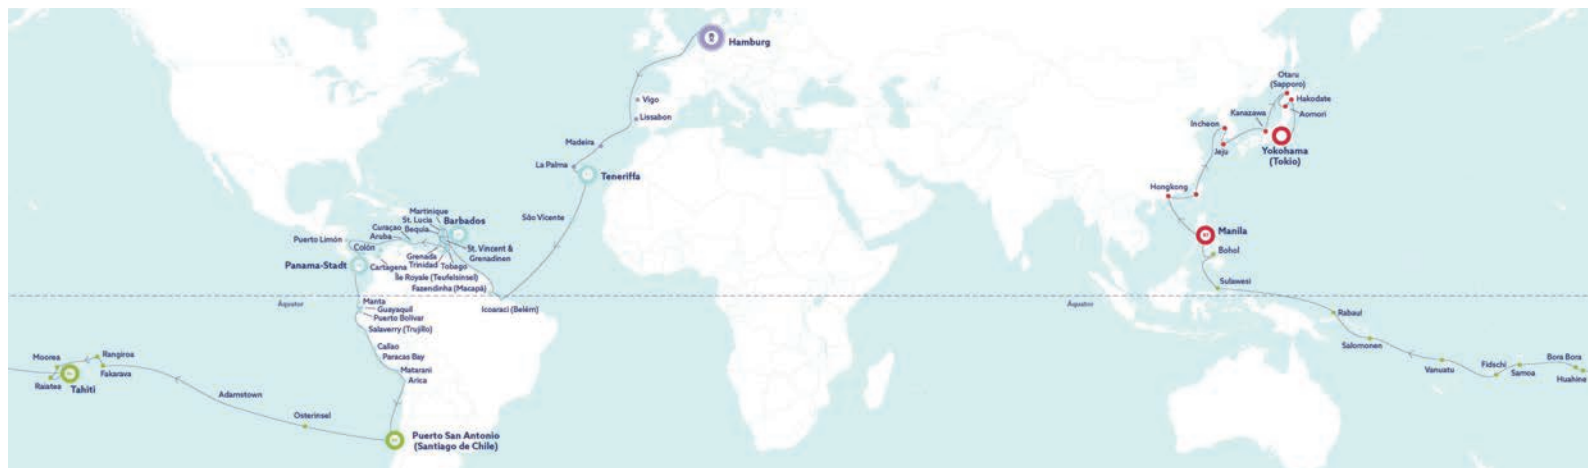 Hamburg
Vigo
Lissabon
Madeira
La Palma
Teneriffa
São Vicente
Martinique
St. Lucia
Barbados
Curaçao
Bequia
Aruba
Puerto Limón
Colón
St. Vincent &
Grenadinen
Grenada
Trinidad
Tobago
Panama-Stadt
Cartagena
Île Royale (Teufelsinsel)
Fazendinha (Macapá)
Icoaraci (Belém)
Äquator
Manta
Guayaquil
Puerto Bolívar
Salaverry (Trujillo)
Callao
Paracas Bay
Matarani
Arica
Puerto San Antonio
(Santiago de Chile)
Osterinsel
Adamstown
Rangiroa
Fakarava
Moorea
Raiatea
Tahiti
Otaru
(Sapporo)
Hakodate
Aomori
Kanazawa
Incheon
Jeju
Yokohama
(Tokio)
Hongkong
Manila
Bohol
Sulawesi
Äquator
Rabaul
Salomonen
Vanuatu
Fidschi
Samoa
Bora Bora
Huahine